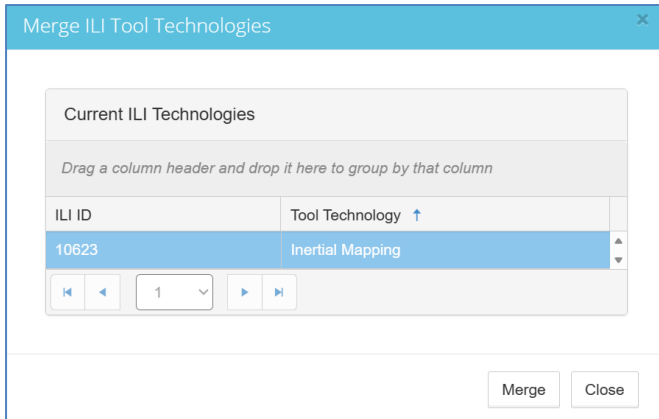 Merge ILI Tool Technologies
Current ILI Technologies
Drag a column header and drop it here to group by that column
ILI ID Tool Technology ↑
10623 Inertial Mapping
1
Merge Close